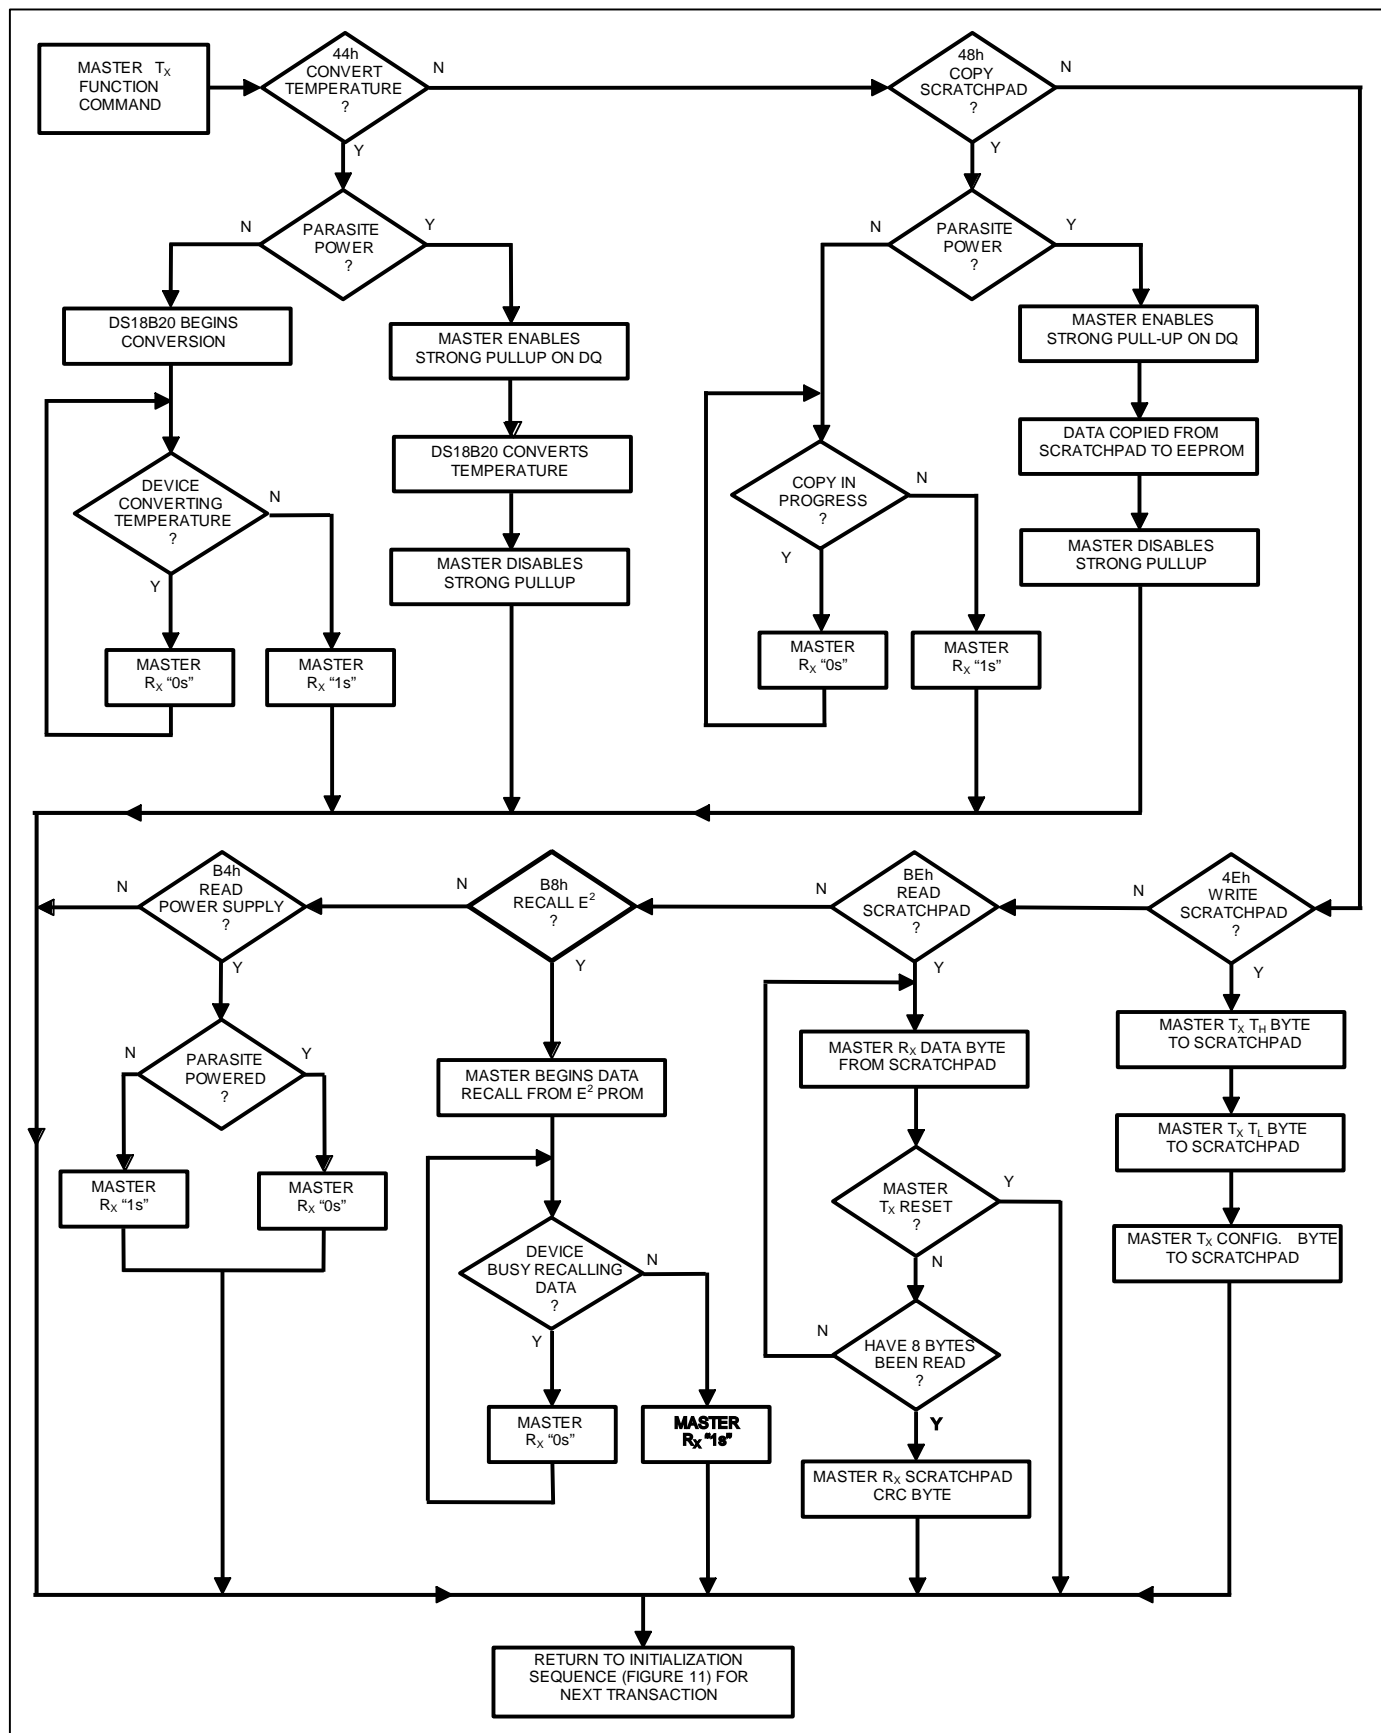 MASTER TX
FUNCTION
COMMAND
44h
CONVERT
TEMPERATURE
?
N
Y
48h
COPY
SCRATCHPAD
?
N
Y
PARASITE
POWER
?
N
Y
PARASITE
POWER
?
N
Y
DS18B20 BEGINS
CONVERSION
MASTER ENABLES
STRONG PULLUP ON DQ
MASTER ENABLES
STRONG PULL-UP ON DQ
DS18B20 CONVERTS
TEMPERATURE
DATA COPIED FROM
SCRATCHPAD TO EEPROM
DEVICE
CONVERTING
TEMPERATURE
?
N
Y
COPY IN
PROGRESS
?
N
Y
MASTER DISABLES
STRONG PULLUP
MASTER DISABLES
STRONG PULLUP
MASTER
RX “0s”
MASTER
RX “1s”
MASTER
RX “0s”
MASTER
RX “1s”
B4h
READ
POWER SUPPLY
?
N
Y
B8h
RECALL E²
?
N
Y
BEh
READ
SCRATCHPAD
?
N
Y
4Eh
WRITE
SCRATCHPAD
?
N
Y
PARASITE
POWERED
?
N
Y
MASTER BEGINS DATA
RECALL FROM E² PROM
MASTER RX DATA BYTE
FROM SCRATCHPAD
MASTER TX TH BYTE
TO SCRATCHPAD
MASTER TX TL BYTE
TO SCRATCHPAD
MASTER
RX “1s”
MASTER
RX “0s”
MASTER
TX RESET
?
Y
N
MASTER TX CONFIG. BYTE
TO SCRATCHPAD
DEVICE
BUSY RECALLING
DATA
?
N
Y
HAVE 8 BYTES
BEEN READ
?
N
Y
MASTER
RX “0s”
MASTER
RX “1s”
MASTER RX SCRATCHPAD
CRC BYTE
RETURN TO INITIALIZATION
SEQUENCE (FIGURE 11) FOR
NEXT TRANSACTION